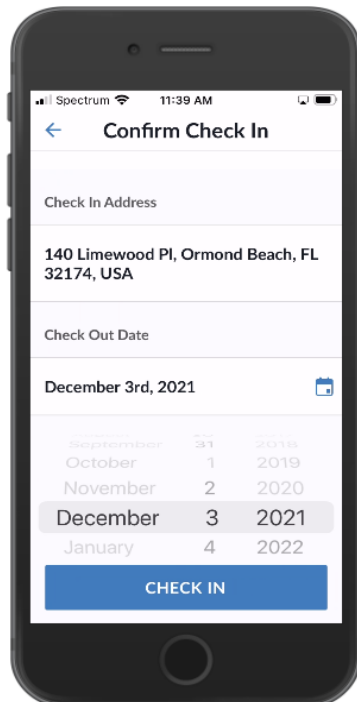 Spectrum 11:39 AM
Confirm Check In
Check In Address
140 Limewood Pl, Ormond Beach, FL
32174, USA
Check Out Date
December 3rd, 2021
September 31 2018
October 1 2019
November 2 2020
December 3 2021
January 4 2022
CHECK IN